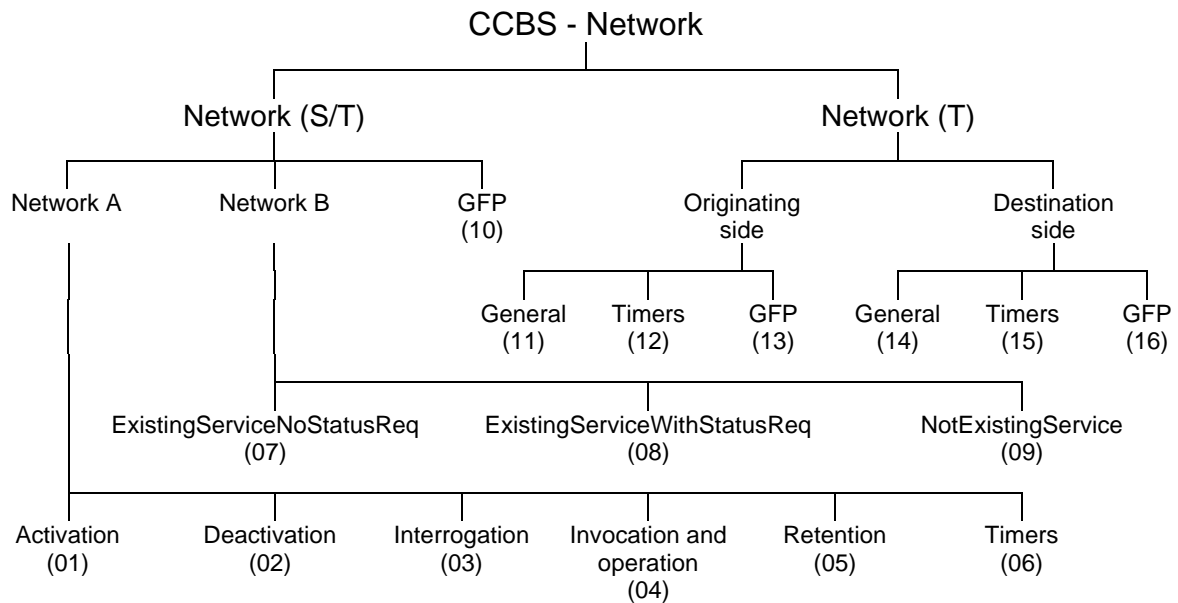 CCBS - Network
Network (S/T)
Network (T)
Network A
Network B
GFP
(10)
Originating
side
Destination
side
General
(11)
Timers
(12)
GFP
(13)
General
(14)
Timers
(15)
GFP
(16)
ExistingServiceNoStatusReq
(07)
ExistingServiceWithStatusReq
(08)
NotExistingService
(09)
Activation
(01)
Deactivation
(02)
Interrogation
(03)
Invocation and
operation
(04)
Retention
(05)
Timers
(06)